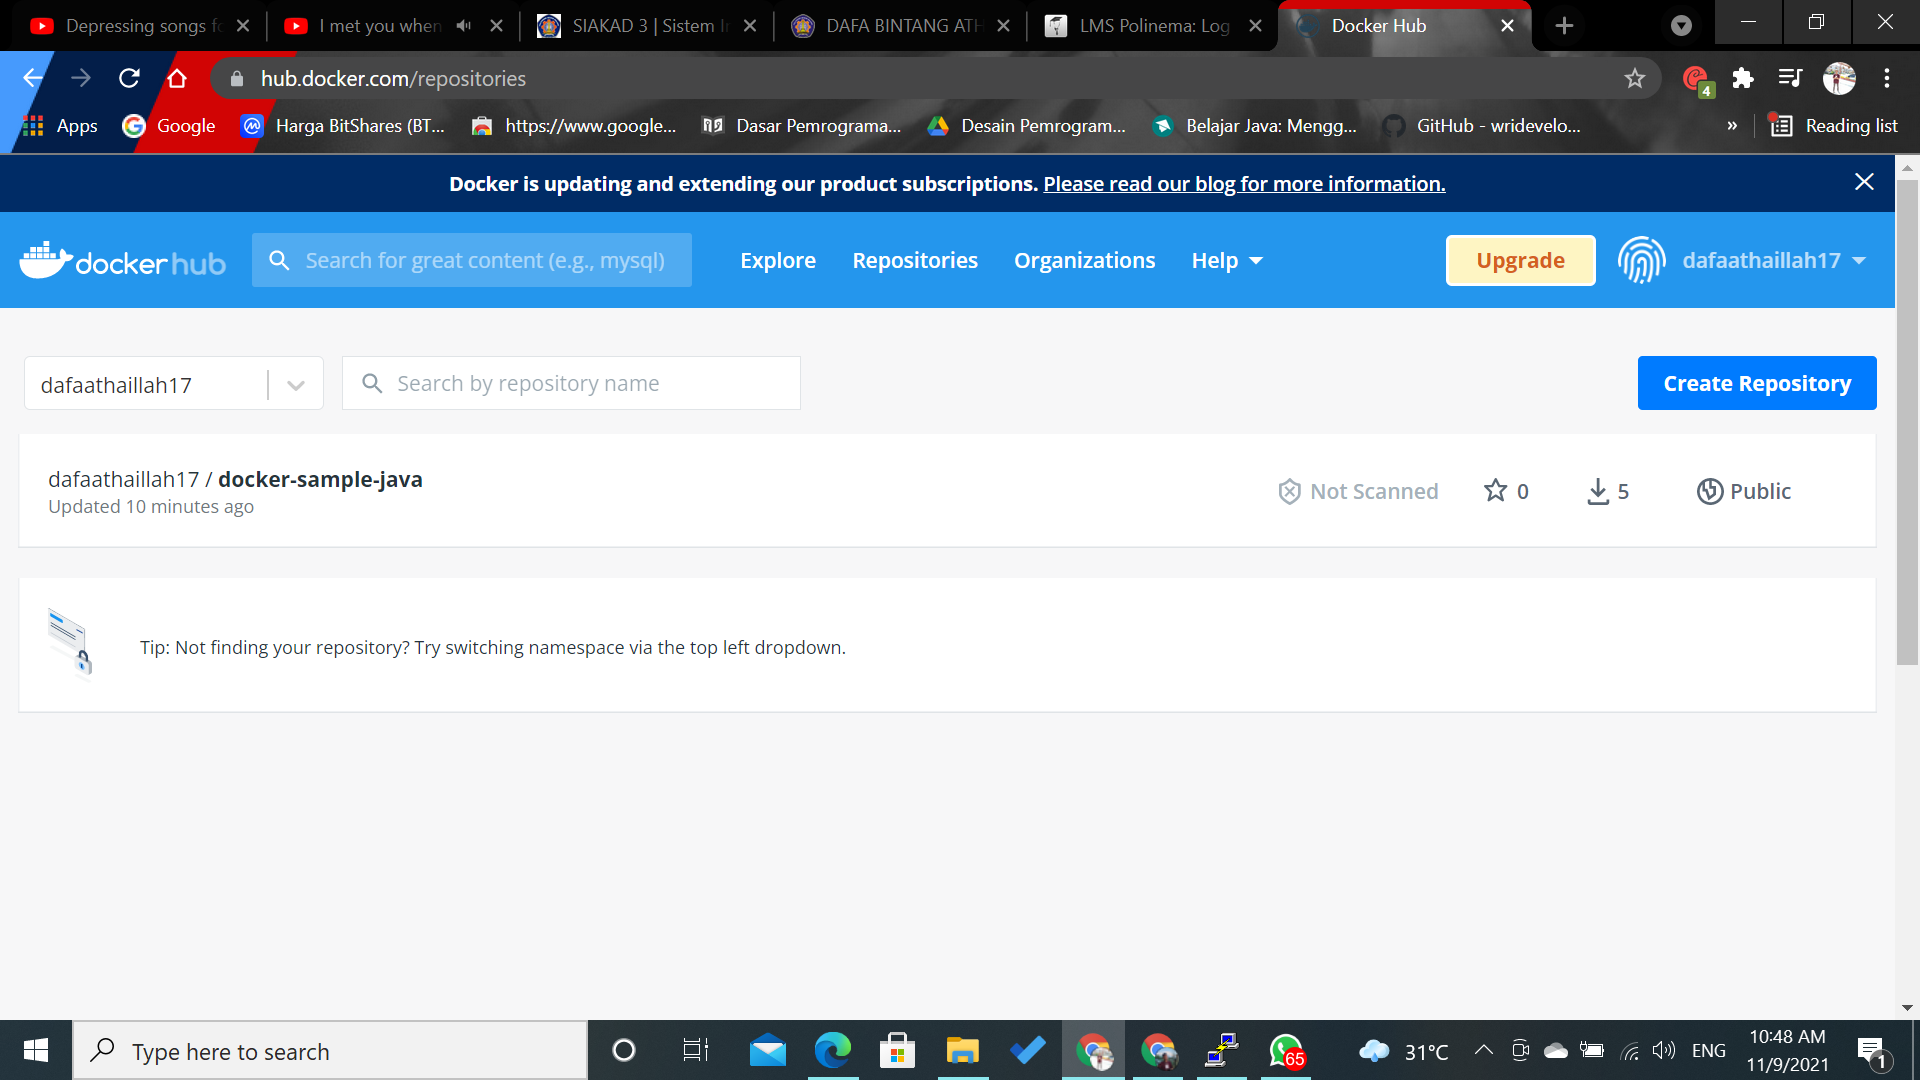 Depressing songs fo
I met you when
SIAKAD 3 | Sistem In
DAFA BINTANG ATH
LMS Polinema: Log
Docker Hub
hub.docker.com/repositories
4
Apps
Google
Harga BitShares (BT...
https://www.google...
Dasar Pemrograma...
Desain Pemrogram...
Belajar Java: Mengg...
GitHub - wridevelo...
»
Reading list
Docker is updating and extending our product subscriptions. Please read our blog for more information.
docker hub
Search for great content (e.g., mysql)
Explore
Repositories
Organizations
Help
Upgrade
dafaathaillah17
dafaathaillah17
Search by repository name
Create Repository
dafaathaillah17 / docker-sample-java
Updated 10 minutes ago
Not Scanned
0
5
Public
Tip: Not finding your repository? Try switching namespace via the top left dropdown.
Type here to search
65
31°C
ENG
10:48 AM
11/9/2021
1